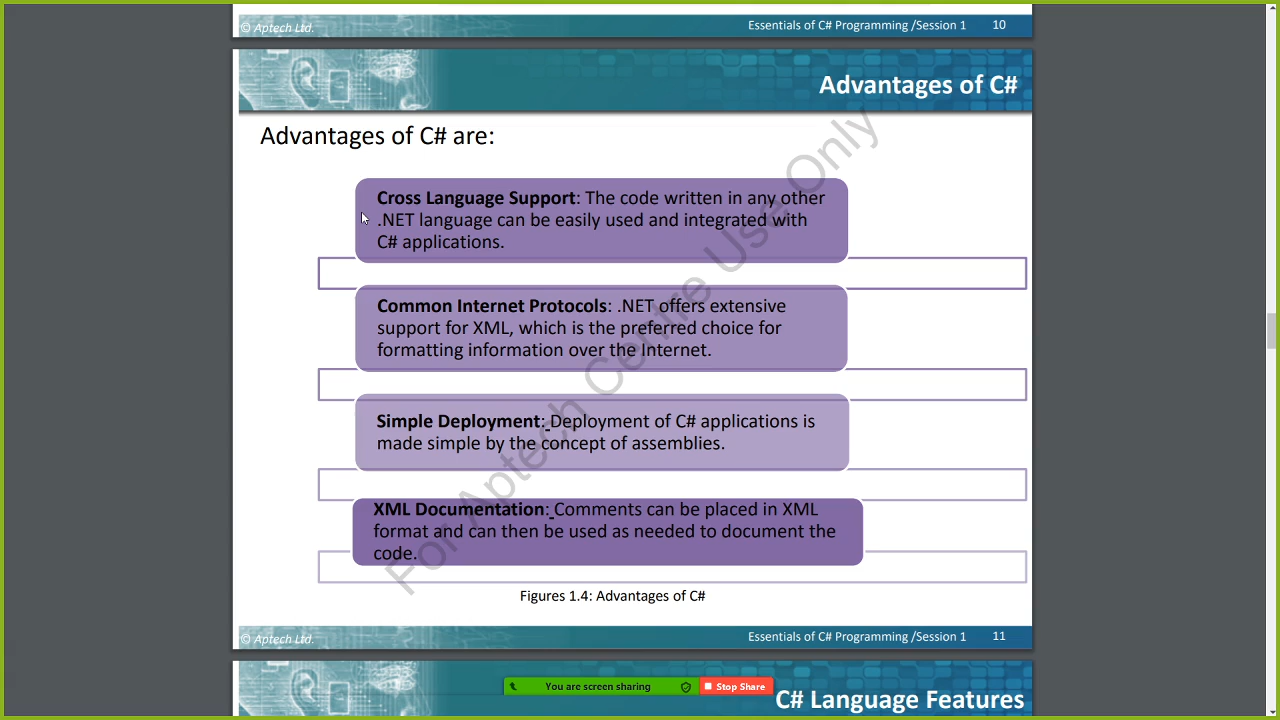 © Aptech Ltd.
Essentials of C# Programming /Session 1 10
Advantages of C#
Advantages of C# are:
Cross Language Support: The code written in any other
.NET language can be easily used and integrated with
C# applications.
Common Internet Protocols: .NET offers extensive
support for XML, which is the preferred choice for
formatting information over the Internet.
Simple Deployment: Deployment of C# applications is
made simple by the concept of assemblies.
XML Documentation: Comments can be placed in XML
format and can then be used as needed to document the
code.
For Aptech Centre Use Only
Figures 1.4: Advantages of C#
© Aptech Ltd.
Essentials of C# Programming /Session 1 11
You are screen sharing
Stop Share
C# Language Features